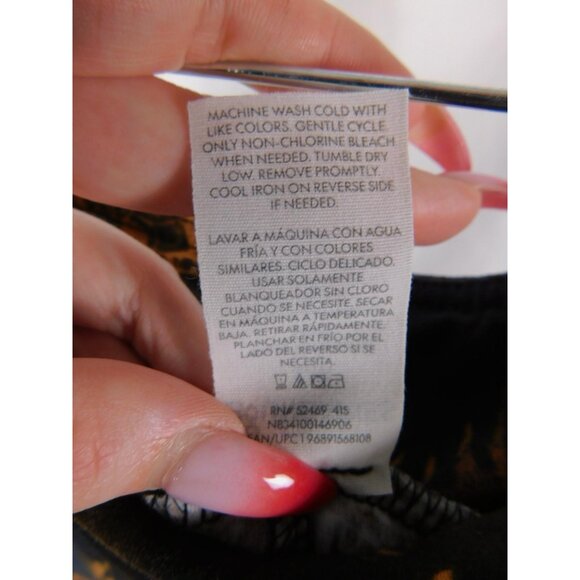 MACHINE WASH COLD WITH
LIKE COLORS. GENTLE CYCLE.
ONLY NON-CHLORINE BLEACH
WHEN NEEDED. TUMBLE DRY
LOW. REMOVE PROMPTLY.
COOL IRON ON REVERSE SIDE
IF NEEDED.
LAVAR A MÁQUINA CON AGUA
FRÍA Y CON COLORES
SIMILARES. CICLO DELICADO.
USAR SOLAMENTE
BLANQUEADOR SIN CLORO
CUANDO SE NECESITE. SECAR
EN MÁQUINA A TEMPERATURA
BAJA. RETIRAR RÁPIDAMENTE.
PLANCHAR EN FRÍO POR EL
LADO DEL REVERSO SI SE
NECESITA.
RN# 52469 41S
N834100146906
EAN/UPC196891568108